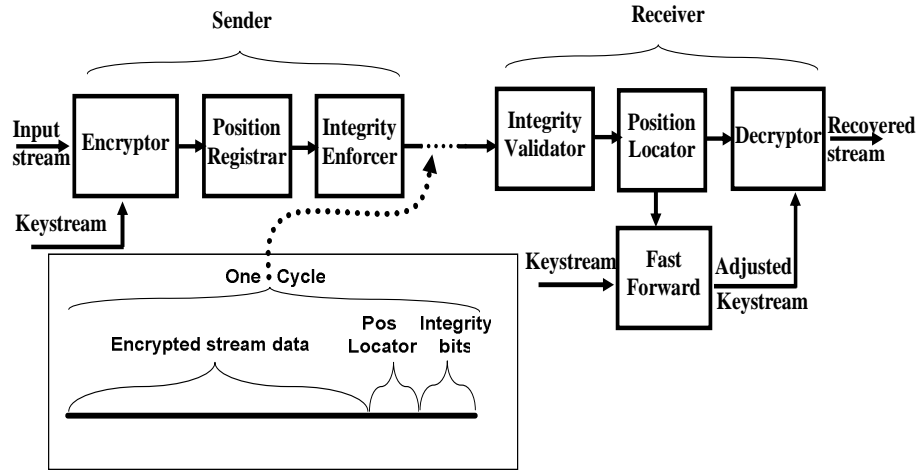 Sender
Receiver
Input
stream
Encryptor
Position
Registrar
Integrity
Enforcer
Integrity
Validator
Position
Locator
Decryptor
Recovered
stream
Keystream
Keystream
Fast
Forward
Adjusted
Keystream
One Cycle
Encrypted stream data
Pos
Locator
Integrity
bits